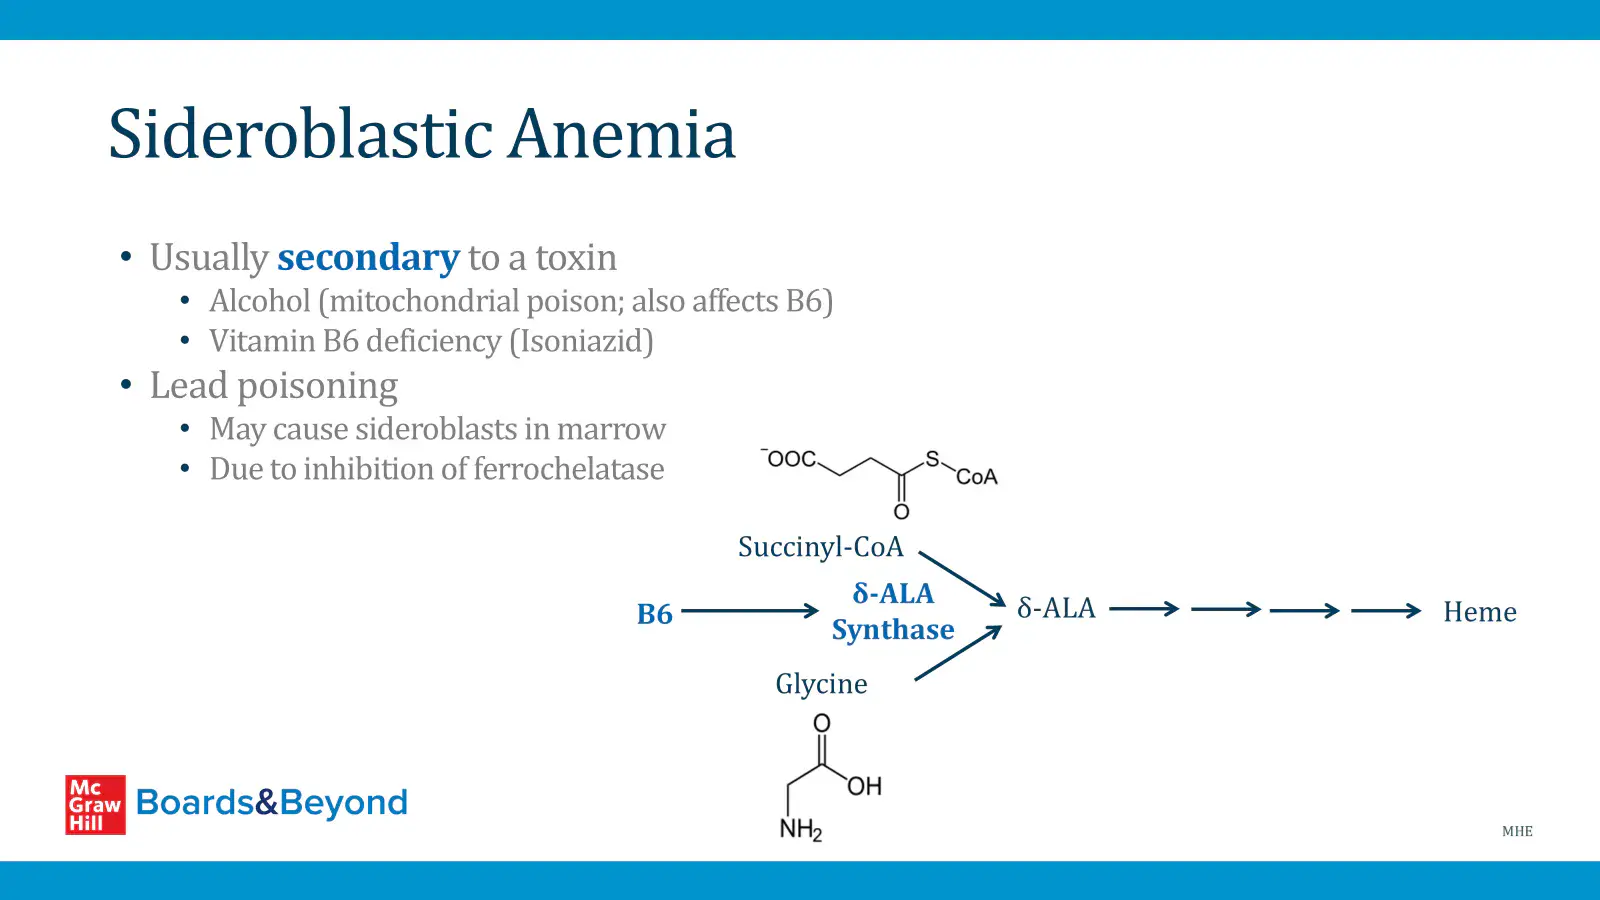 Sideroblastic Anemia
• Usually secondary to a toxin
• Alcohol (mitochondrial poison; also affects B6)
• Vitamin B6 deficiency (Isoniazid)
• Lead poisoning
• May cause sideroblasts in marrow
• Due to inhibition of ferrochelatase
⁻OOC
S
CoA
O
Succinyl-CoA
B6
δ-ALA
Synthase
δ-ALA
Heme
Glycine
O
OH
NH₂
Mc
Graw
Hill
Boards&Beyond
MHE